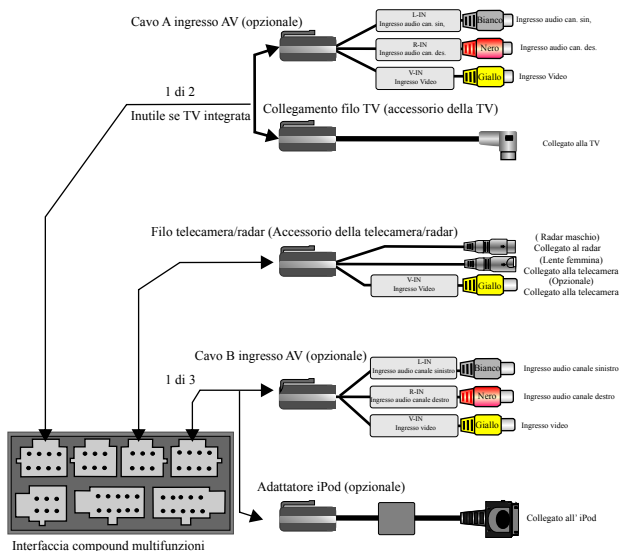 Cavo A ingresso AV (opzionale)
L-IN
Ingresso audio can. sin,
Bianco
Ingresso audio can. sin,
R-IN
Ingresso audio can. des.
Nero
Ingresso audio can. des.
V-IN
Ingresso Video
Giallo
Ingresso Video
1 di 2
Inutile se TV integrata
Collegamento filo TV (accessorio della TV)
Collegato alla TV
Filo telecamera/radar (Accessorio della telecamera/radar)
( Radar maschio)
Collegato al radar
(Lente femmina)
Collegato alla telecamera
(Opzionale)
Collegato alla telecamera
V-IN
Ingresso Video
Giallo
Cavo B ingresso AV (opzionale)
L-IN
Ingresso audio canale sinistro
Bianco
Ingresso audio canale sinistro
1 di 3
R-IN
Ingresso audio canale destro
Nero
Ingresso audio canale destro
V-IN
Ingresso video
Giallo
Ingresso video
Adattatore iPod (opzionale)
Collegato all' iPod
Interfaccia compound multifunzioni